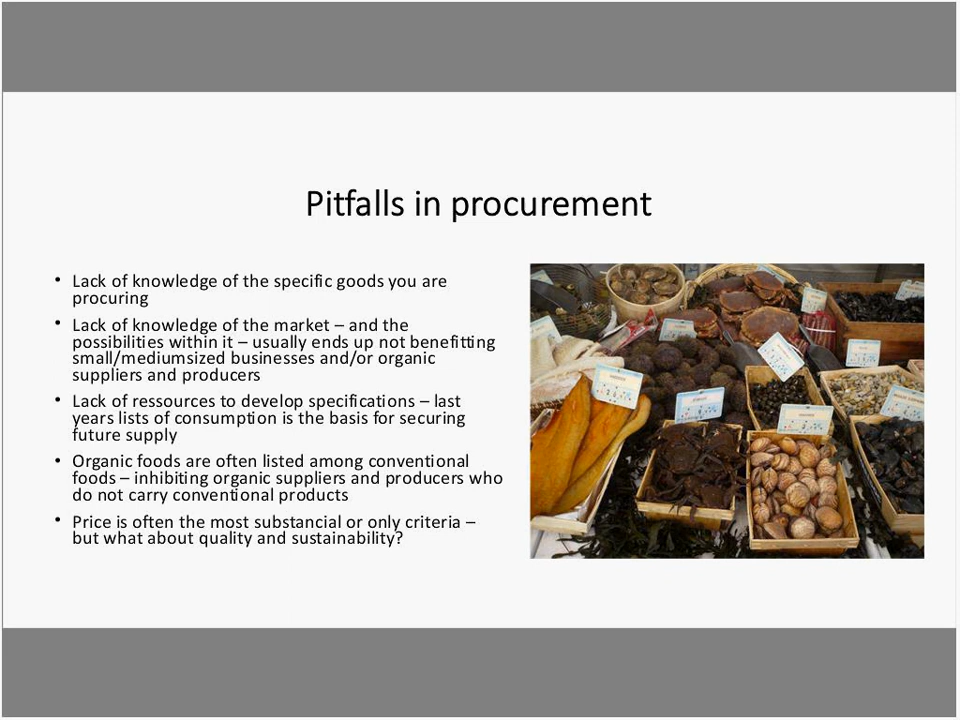 Pitfalls in procurement
• Lack of knowledge of the specific goods you are
procuring
• Lack of knowledge of the market – and the
possibilities within it – usually ends up not benefitting
small/mediumsized businesses and/or organic
suppliers and producers
• Lack of ressources to develop specifications – last
years lists of consumption is the basis for securing
future supply
• Organic foods are often listed among conventional
foods – inhibiting organic suppliers and producers who
do not carry conventional products
• Price is often the most substancial or only criteria –
but what about quality and sustainability?